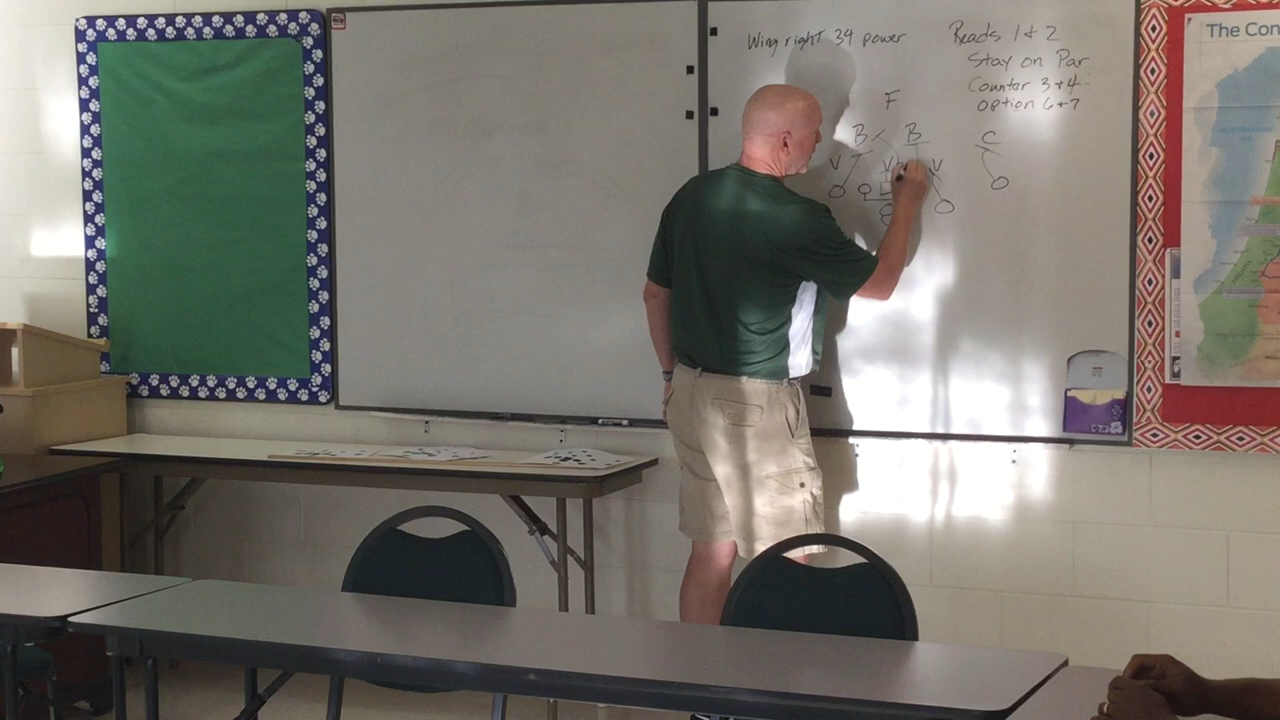 Wing right 34 power
Reads 1 & 2
Stay on Par
Counter 3 + 4
option 6 + 7
F
B B C
V V V
The Con